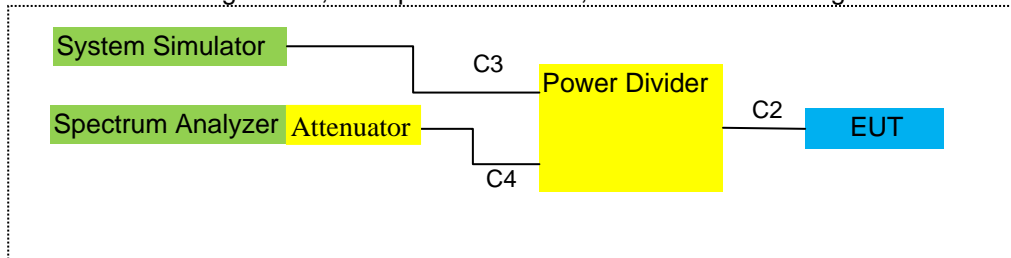 System Simulator
C3
Power Divider
C2
Spectrum Analyzer
Attenuator
EUT
C4